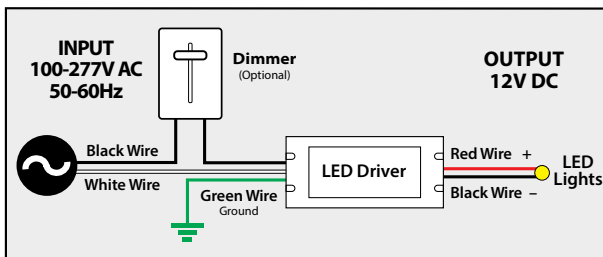 INPUT
100-277V AC
50-60Hz
Dimmer
(Optional)
OUTPUT
12V DC
Black Wire
White Wire
Green Wire
Ground
LED Driver
Red Wire +
Black Wire –
LED
Lights